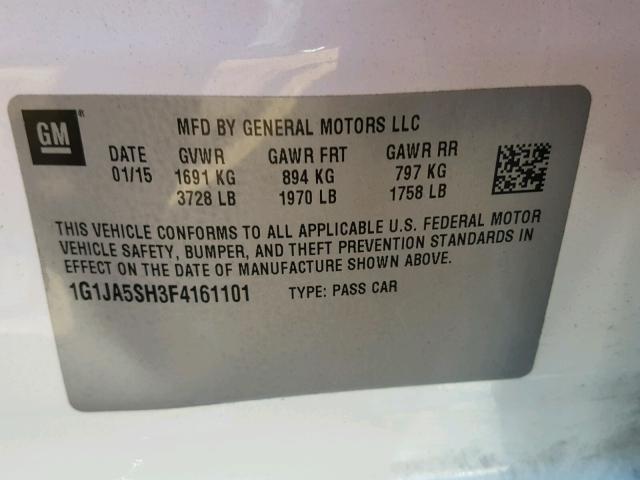 GM ®
MFD BY GENERAL MOTORS LLC
DATE GVWR GAWR FRT GAWR RR
01/15 1691 KG 894 KG 797 KG
3728 LB 1970 LB 1758 LB
THIS VEHICLE CONFORMS TO ALL APPLICABLE U.S. FEDERAL MOTOR
VEHICLE SAFETY, BUMPER, AND THEFT PREVENTION STANDARDS IN
EFFECT ON THE DATE OF MANUFACTURE SHOWN ABOVE.
1G1JA5SH3F4161101 TYPE: PASS CAR